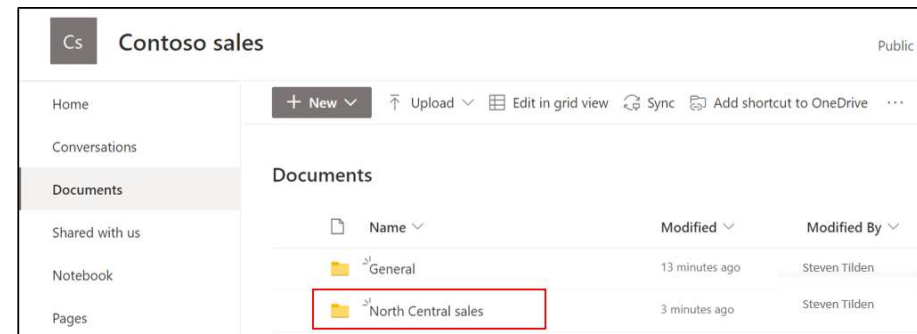 Cs Contoso sales
Public
Home
+ New Upload Edit in grid view Sync Add shortcut to OneDrive ...
Conversations
Documents
Documents
Shared with us
Name Modified Modified By
General 13 minutes ago Steven Tilden
Notebook
North Central sales 3 minutes ago Steven Tilden
Pages